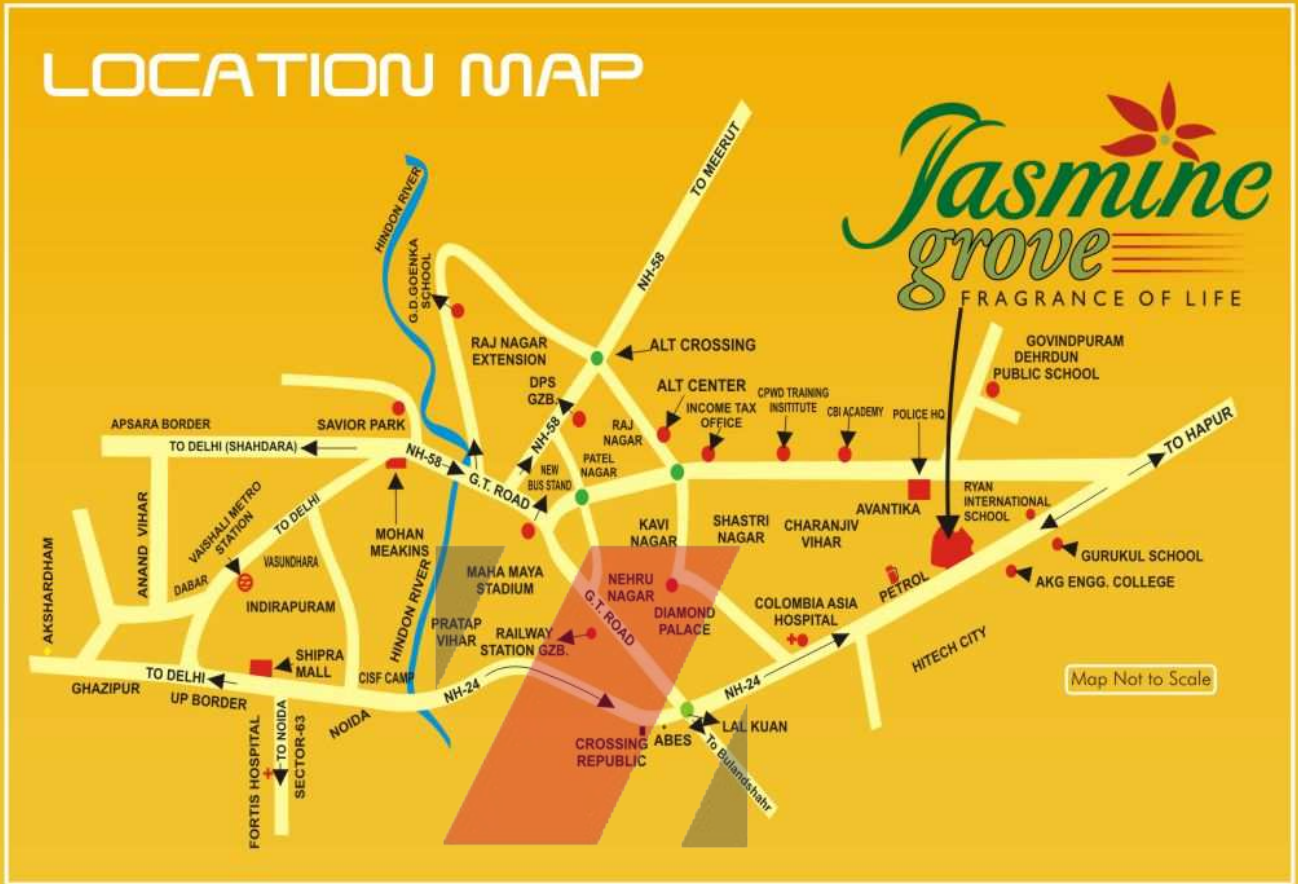 LOCATION MAP
Jasmine
grove
FRAGRANCE OF LIFE
HINDON RIVER
G.D.GOENKA
SCHOOL
TO MEERUT
NH-58
RAJ NAGAR
EXTENSION
ALT CROSSING
GOVINDPURAM
DEHRDUN
PUBLIC SCHOOL
DPS
GZB.
NH-58
ALT CENTER
INCOME TAX
OFFICE
CPWD TRAINING
INSITITUTE
CBI ACADEMY
POLICE HQ
RAJ
NAGAR
APSARA BORDER
SAVIOR PARK
TO DELHI (SHAHDARA)
NH-58
G.T. ROAD
NEW
BUS STAND
PATEL
NAGAR
TO HAPUR
ANAND VIHAR
VAISHALI METRO
STATION
TO DELHI
MOHAN
MEAKINS
VASUNDHARA
DABAR
INDIRAPURAM
AVANTIKA
RYAN
INTERNATIONAL
SCHOOL
KAVI
NAGAR
SHASTRI
NAGAR
CHARANJIV
VIHAR
GURUKUL SCHOOL
AKG ENGG. COLLEGE
MAHA MAYA
STADIUM
NEHRU
NAGAR
G.T. ROAD
DIAMOND
PALACE
COLOMBIA ASIA
HOSPITAL
PETROL
AKSHARDHAM
HINDON RIVER
PRATAP
VIHAR
RAILWAY
STATION GZB.
HITECH CITY
TO DELHI
SHIPRA
MALL
CISF CAMP
NH-24
NH-24
Map Not to Scale
GHAZIPUR
UP BORDER
NOIDA
FORTIS HOSPITAL
TO NOIDA
SECTOR-63
CROSSING
REPUBLIC
ABES
LAL KUAN
To Bulandshahr